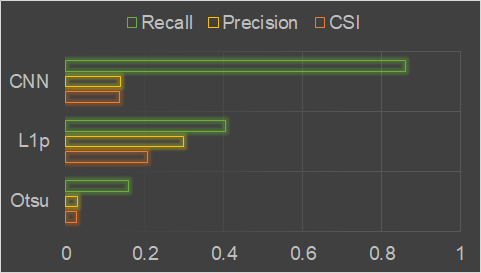 Recall Precision CSI
CNN
L1p
Otsu
0 0.2 0.4 0.6 0.8 1